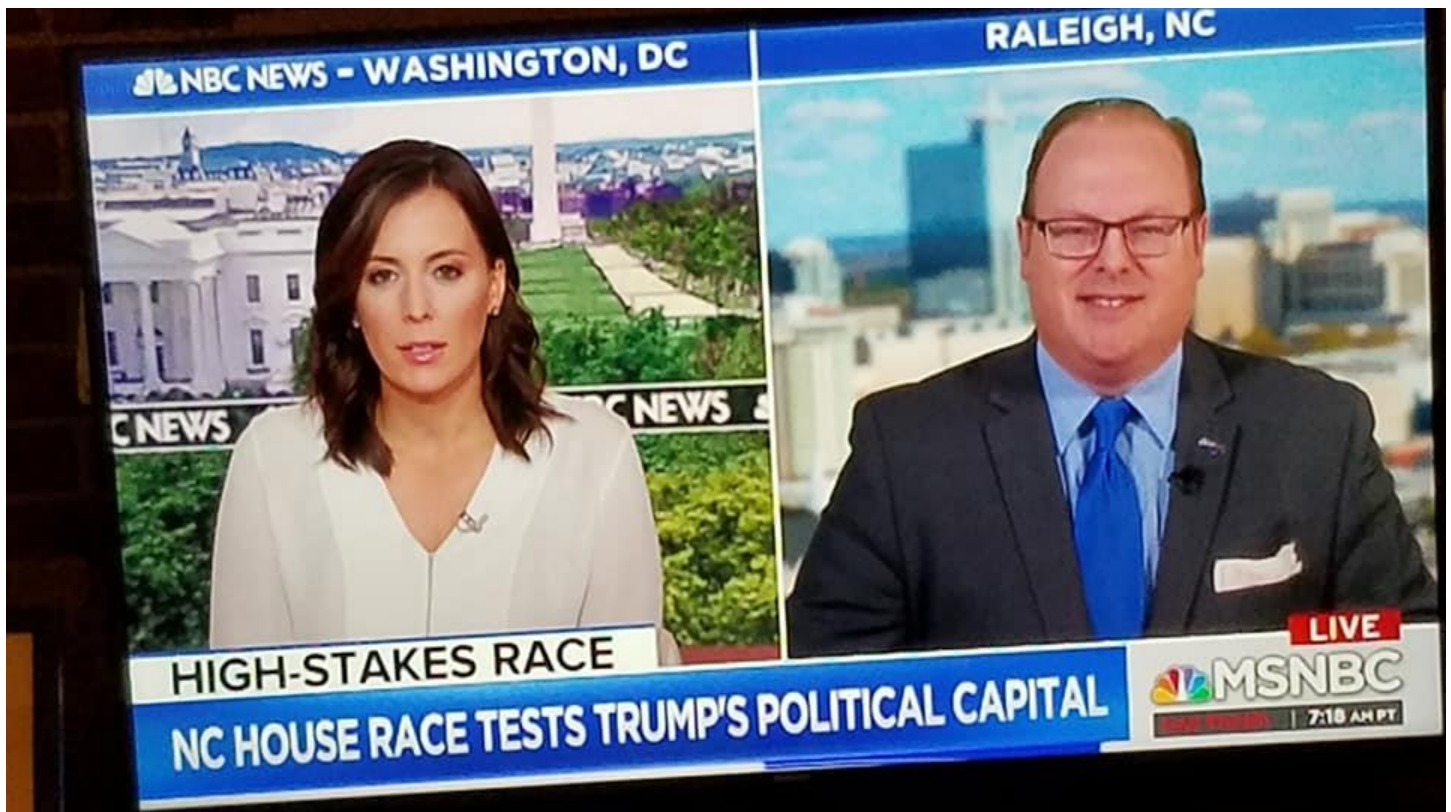 NBC NEWS - WASHINGTON, DC
RALEIGH, NC
C NEWS
C NEWS
HIGH-STAKES RACE
NC HOUSE RACE TESTS TRUMP'S POLITICAL CAPITAL
LIVE
MSNBC
7:18 AM PT